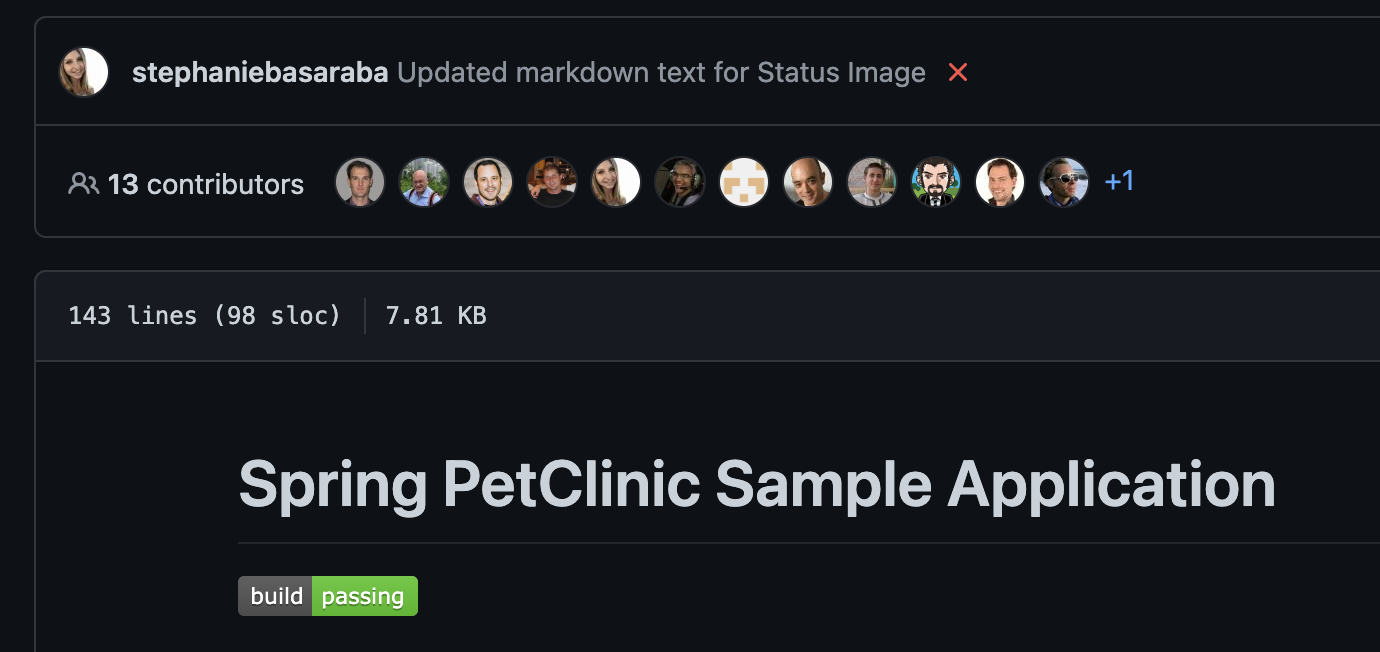 stephaniebasaraba Updated markdown text for Status Image
13 contributors +1
143 lines (98 sloc) 7.81 KB
Spring PetClinic Sample Application
build passing